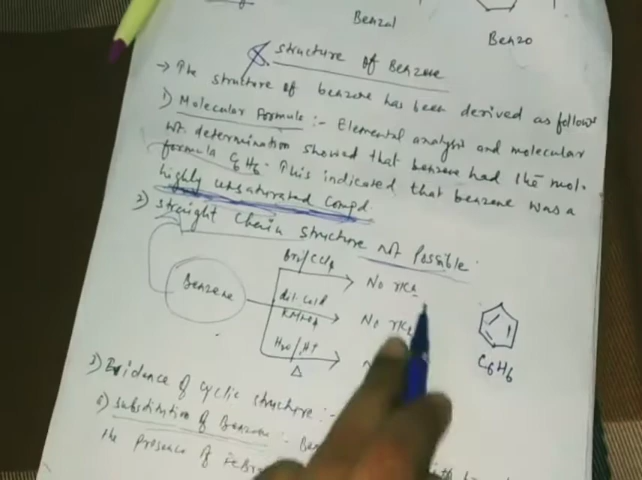 Benzal
Benzo
structure of Benzene
→ The structure of benzene has been derived as follows
1) Molecular Formula :- Elemental analysis and molecular
wt. determination showed that benzene had the mol.
formula C6H6. This indicated that benzene was a
highly unsaturated compd.
2) straight chain structure not possible
Benzene
Br2/CCl4
No rxn
dil. cold
KMnO4
No rxn
H2O/H+
Δ
C6H6
3) Evidence of cyclic structure :-
a) substitution of Benzene :- Ben
the presence of FeBr